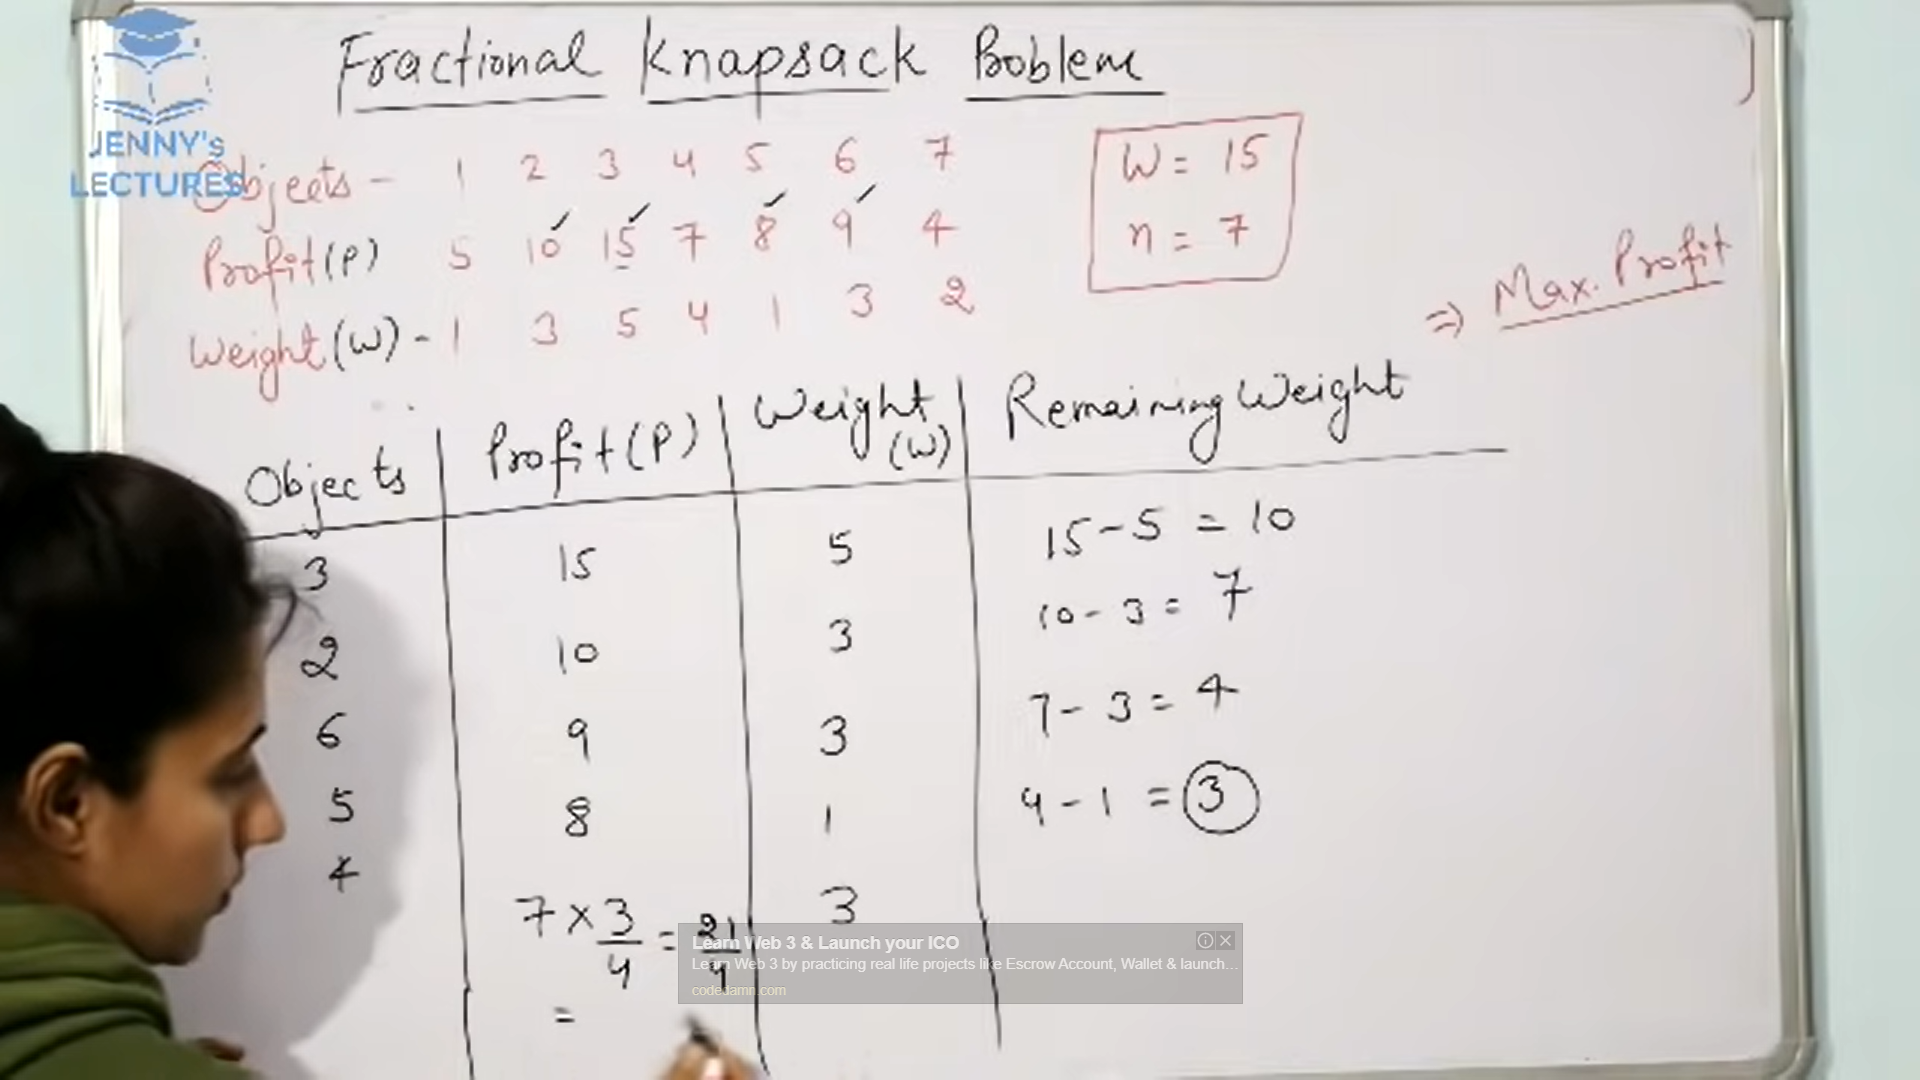 Fractional Knapsack Problem
JENNY's
LECTURES
Objects - 1 2 3 4 5 6 7
Profit (P) 5 10 15 7 8 9 4
Weight (W) - 1 3 5 4 1 3 2
W = 15
n = 7
⇒ Max. Profit
Objects Profit (P) Weight (W) Remaining Weight
3 15 5 15 - 5 = 10
2 10 3 10 - 3 = 7
6 9 3 7 - 3 = 4
5 8 1 4 - 1 = 3
4 7 × 3/4 = 21/4 3
=
Learn Web 3 & Launch your ICO
Learn Web 3 by practicing real life projects like Escrow Account, Wallet & launch...
codedamn.com